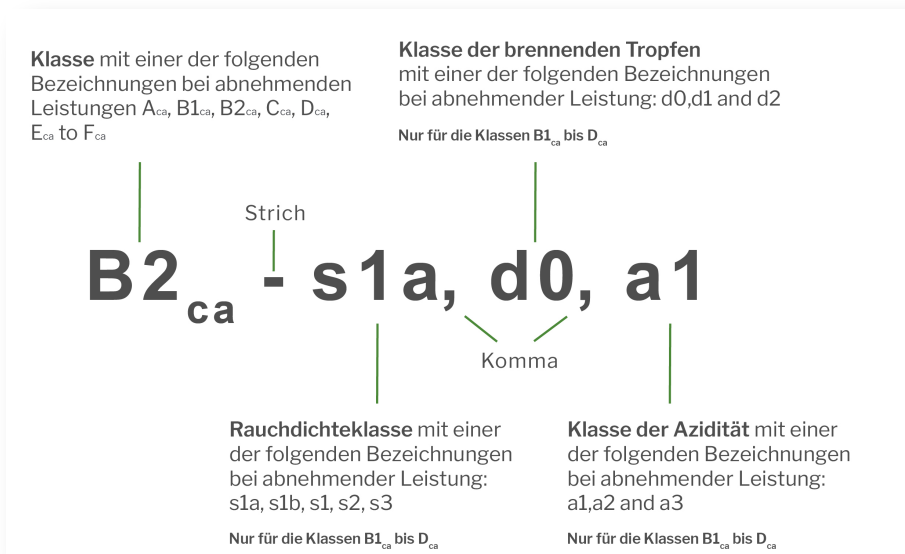 Klasse mit einer der folgenden
Bezeichnungen bei abnehmenden
Leistungen Aca, B1ca, B2ca, Cca, Dca,
Eca to Fca
Klasse der brennenden Tropfen
mit einer der folgenden Bezeichnungen
bei abnehmender Leistung: d0,d1 and d2
Nur für die Klassen B1ca bis Dca
Strich
B2ca - s1a, d0, a1
Komma
Rauchdichteklasse mit einer
der folgenden Bezeichnungen
bei abnehmender Leistung:
s1a, s1b, s1, s2, s3
Nur für die Klassen B1ca bis Dca
Klasse der Azidität mit einer
der folgenden Bezeichnungen
bei abnehmender Leistung:
a1,a2 and a3
Nur für die Klassen B1ca bis Dca